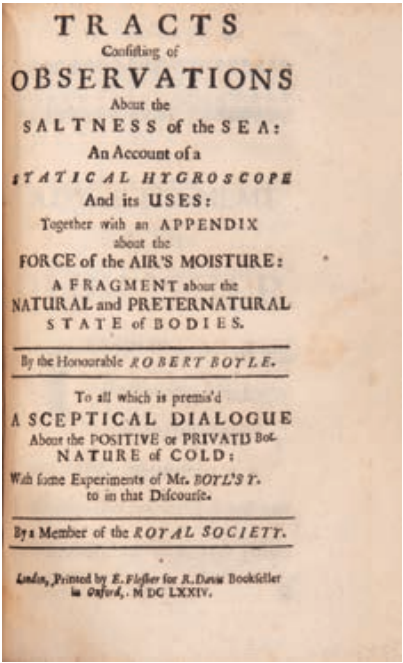 TRACTS
Consisting of
OBSERVATIONS
About the
SALTNESS of the SEA:
An Account of a
STATICAL HYGROSCOPE
And its USES:
Together with an APPENDIX
about the
FORCE of the AIR'S MOISTURE:
A FRAGMENT about the
NATURAL and PRETERNATURAL
STATE of BODIES.
By the Honourable ROBERT BOYLE.
To all which is premis'd
A SCEPTICAL DIALOGUE
About the POSITIVE or PRIVATIJ Bot.
NATURE of COLD:
With some Experiments of Mr. BOYL'S Y.
to in that Discourse.
By a Member of the ROYAL SOCIETY.
London, Printed by E. Flesher for R. Davis Bookseller
in Oxford,. M DC LXXIV.